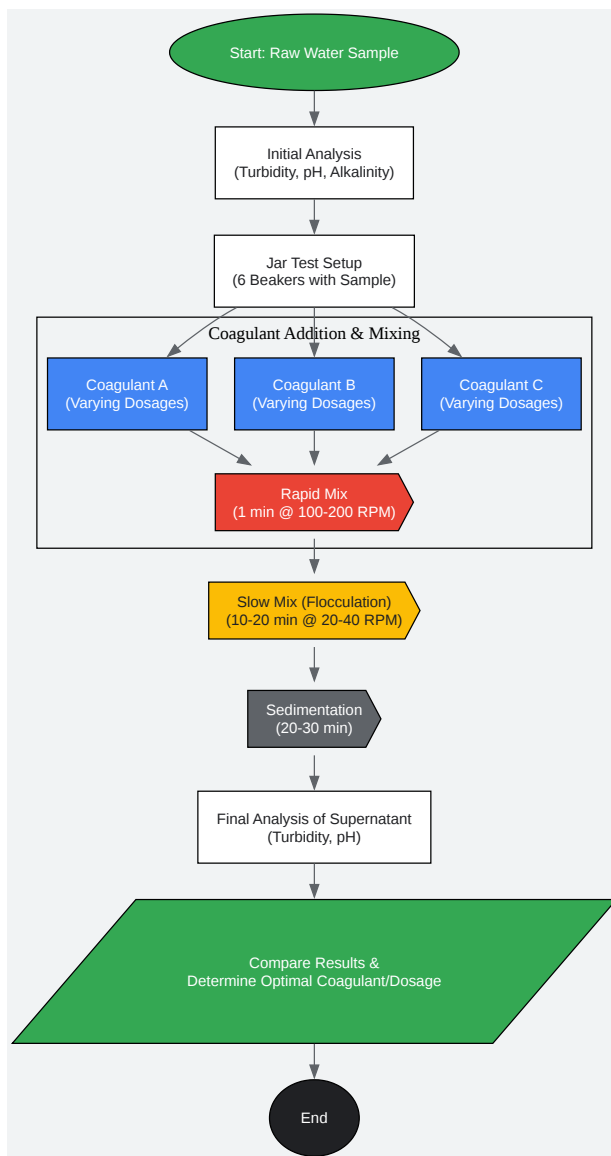 Start: Raw Water Sample
Initial Analysis
(Turbidity, pH, Alkalinity)
Jar Test Setup
(6 Beakers with Sample)
Coagulant Addition & Mixing
Coagulant A
(Varying Dosages)
Coagulant B
(Varying Dosages)
Coagulant C
(Varying Dosages)
Rapid Mix
(1 min @ 100-200 RPM)
Slow Mix (Flocculation)
(10-20 min @ 20-40 RPM)
Sedimentation
(20-30 min)
Final Analysis of Supernatant
(Turbidity, pH)
Compare Results &
Determine Optimal Coagulant/Dosage
End